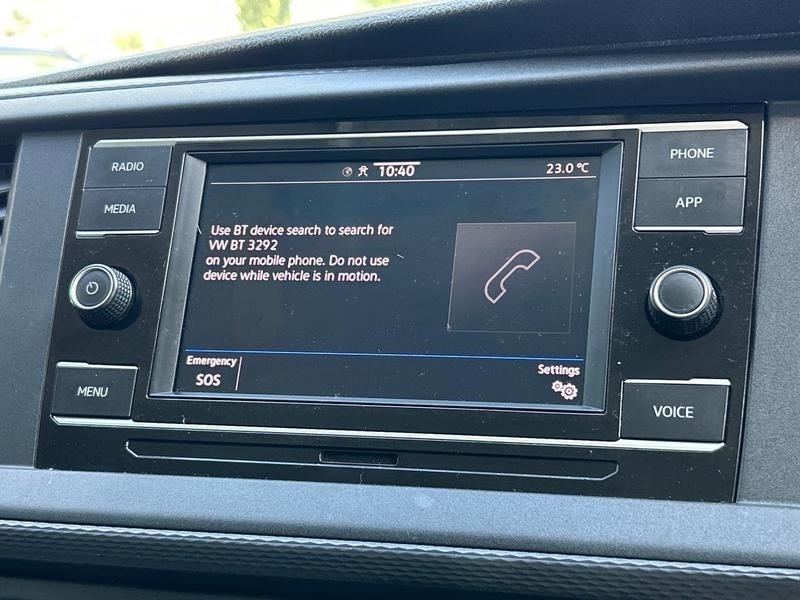 RADIO
MEDIA
MENU
10:40
23.0 °C
Use BT device search to search for
VW BT 3292
on your mobile phone. Do not use
device while vehicle is in motion.
Emergency
SOS
Settings
PHONE
APP
VOICE